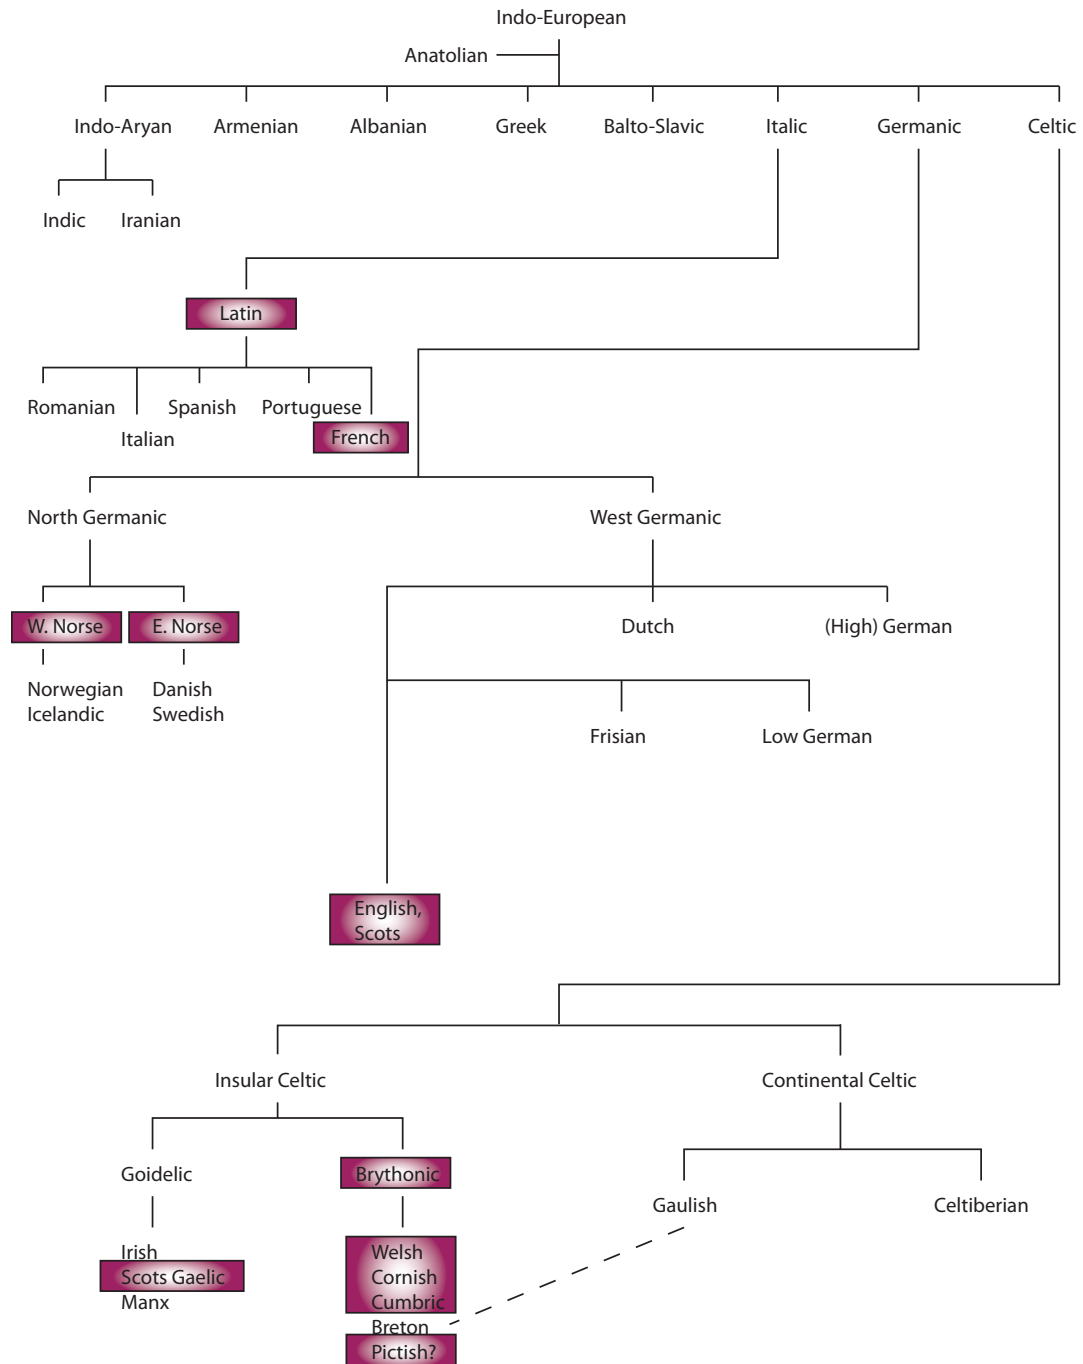 Indo-European
Anatolian
Indo-Aryan
Armenian
Albanian
Greek
Balto-Slavic
Italic
Germanic
Celtic
Indic
Iranian
Latin
Romanian
Spanish
Portuguese
Italian
French
North Germanic
West Germanic
W. Norse
E. Norse
Dutch
(High) German
Norwegian
Icelandic
Danish
Swedish
Frisian
Low German
English,
Scots
Insular Celtic
Continental Celtic
Goidelic
Brythonic
Gaulish
Celtiberian
Irish
Scots Gaelic
Manx
Welsh
Cornish
Cumbric
Breton
Pictish?